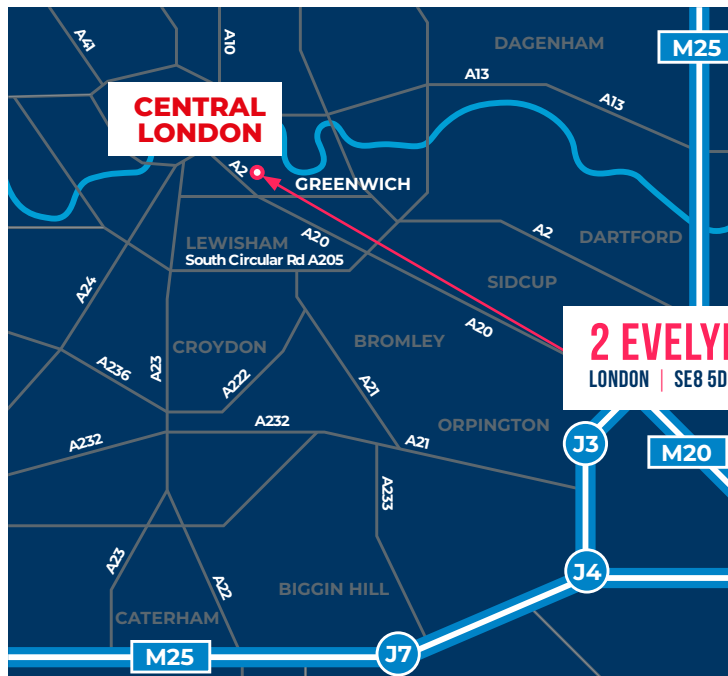 A41
A10
DAGENHAM
M25
A13
A13
CENTRAL
LONDON
A2
GREENWICH
A20
LEWISHAM
South Circular Rd A205
A2
DARTFORD
SIDCUP
A24
A20
2 EVELY
LONDON | SE8 5D
A23
CROYDON
BROMLEY
A236
A222
A21
A232
A232
A21
ORPINGTON
J3
M20
A233
A23
A22
BIGGIN HILL
J4
CATERHAM
M25
J7